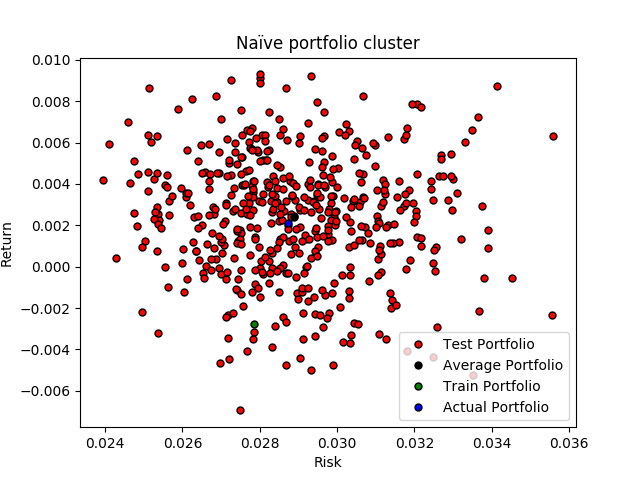 Naïve portfolio cluster
0.010
0.008
0.006
0.004
0.002
0.000
−0.002
−0.004
−0.006
Return
Test Portfolio
Average Portfolio
Train Portfolio
Actual Portfolio
0.024 0.026 0.028 0.030 0.032 0.034 0.036
Risk